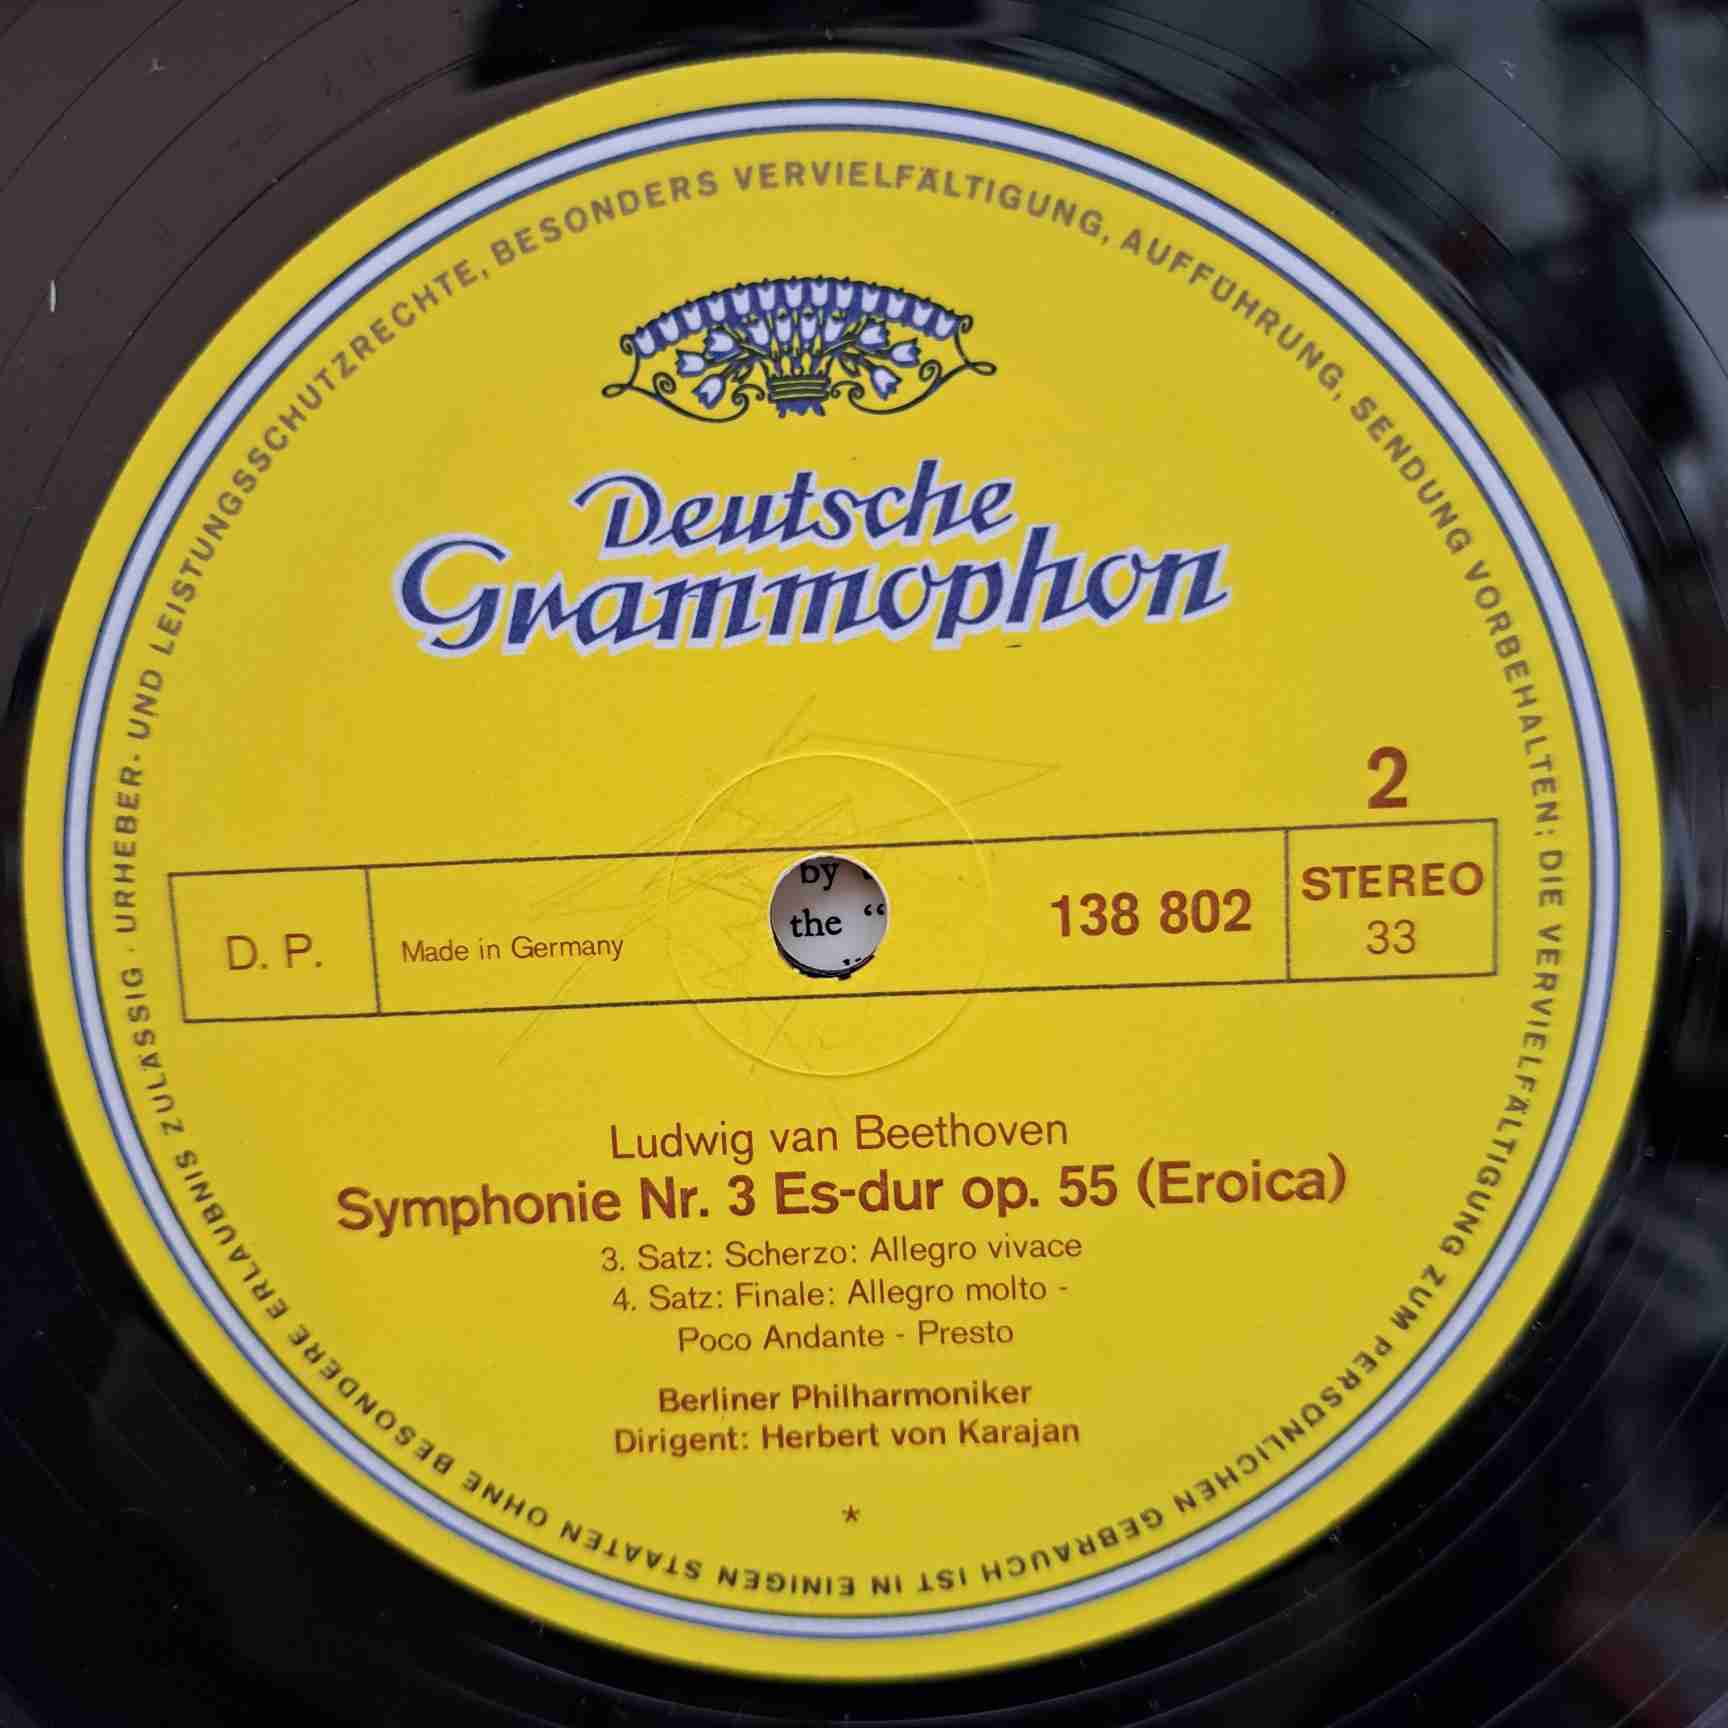 URHEBER- UND LEISTUNGSSCHUTZRECHTE, BESONDERS VERVIELFÄLTIGUNG, AUFFÜHRUNG, SENDUNG VORBEHALTEN; DIE VERVIELFÄLTIGUNG ZUM PERSÖNLICHEN GEBRAUCH IST IN EINIGEN STAATEN OHNE BESONDERE ERLAUBNIS ZULÄSSIG ·
Deutsche
Grammophon
2
D. P.
Made in Germany
by
the “
138 802
STEREO
33
Ludwig van Beethoven
Symphonie Nr. 3 Es-dur op. 55 (Eroica)
3. Satz: Scherzo: Allegro vivace
4. Satz: Finale: Allegro molto -
Poco Andante - Presto
Berliner Philharmoniker
Dirigent: Herbert von Karajan
*